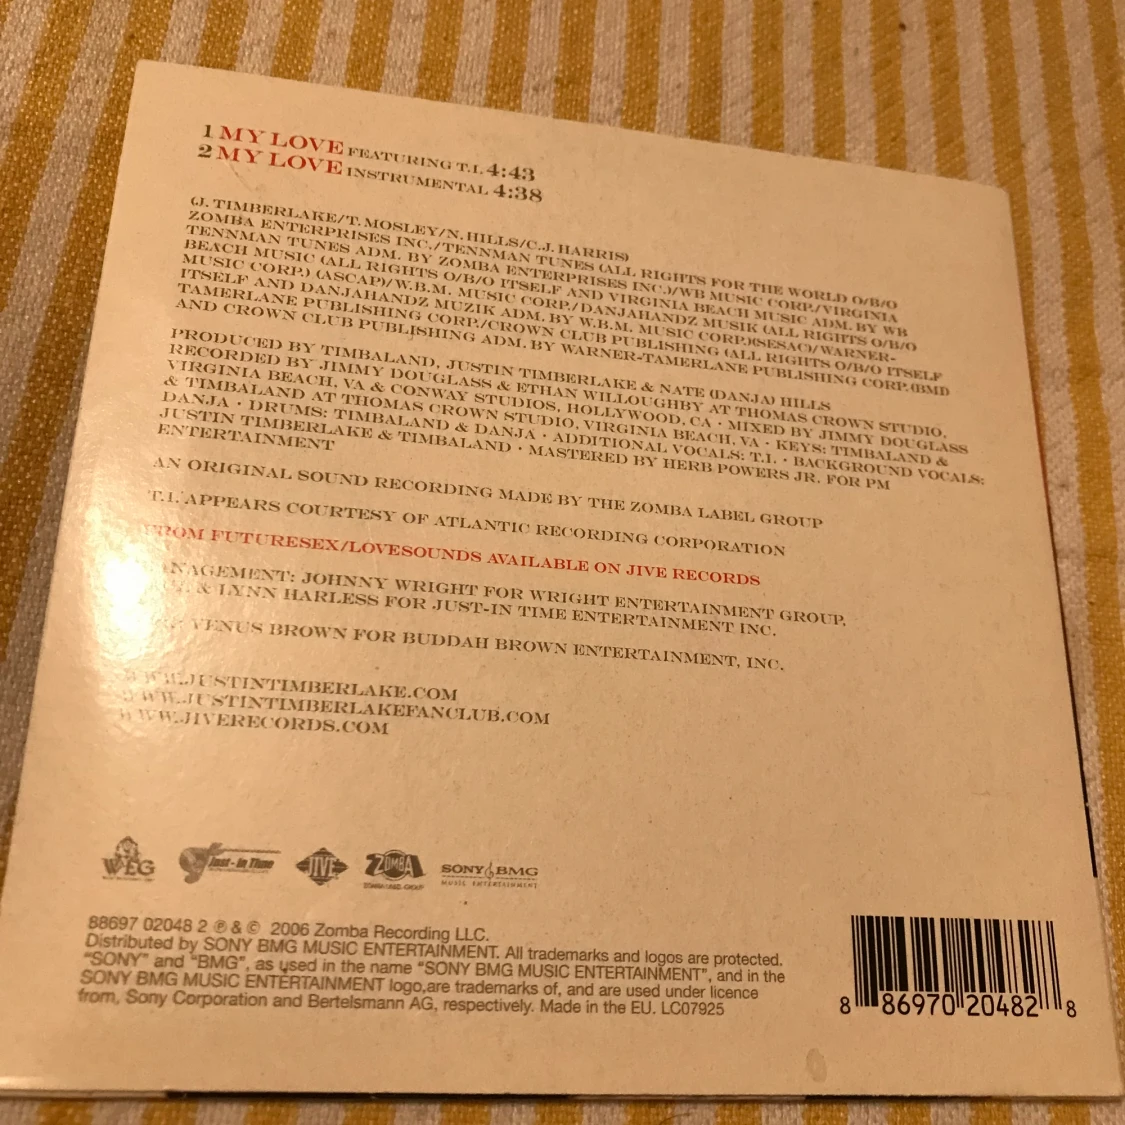 1 MY LOVE FEATURING T.I. 4:43
2 MY LOVE INSTRUMENTAL 4:38
(J. TIMBERLAKE/T. MOSLEY/N. HILLS/C.J. HARRIS)
ZOMBA ENTERPRISES INC./TENNMAN TUNES (ALL RIGHTS FOR THE WORLD O/B/O
TENNMAN TUNES ADM. BY ZOMBA ENTERPRISES INC.)/WB MUSIC CORP./VIRGINIA
BEACH MUSIC (ALL RIGHTS O/B/O ITSELF AND VIRGINIA BEACH MUSIC ADM. BY WB
MUSIC CORP.) (ASCAP)/W.B.M. MUSIC CORP./DANJAHANDZ MUSIK (ALL RIGHTS O/B/O
ITSELF AND DANJAHANDZ MUZIK ADM. BY W.B.M. MUSIC CORP.)(SESAC)/WARNER-
TAMERLANE PUBLISHING CORP./CROWN CLUB PUBLISHING (ALL RIGHTS O/B/O ITSELF
AND CROWN CLUB PUBLISHING ADM. BY WARNER-TAMERLANE PUBLISHING CORP.(BMI)
PRODUCED BY TIMBALAND, JUSTIN TIMBERLAKE & NATE (DANJA) HILLS
RECORDED BY JIMMY DOUGLASS & ETHAN WILLOUGHBY AT THOMAS CROWN STUDIO,
VIRGINIA BEACH, VA & CONWAY STUDIOS, HOLLYWOOD, CA · MIXED BY JIMMY DOUGLASS
& TIMBALAND AT THOMAS CROWN STUDIO, VIRGINIA BEACH, VA · KEYS: TIMBALAND &
DANJA · DRUMS: TIMBALAND & DANJA · ADDITIONAL VOCALS: T.I. · BACKGROUND VOCALS:
JUSTIN TIMBERLAKE & TIMBALAND · MASTERED BY HERB POWERS JR. FOR PM
ENTERTAINMENT
AN ORIGINAL SOUND RECORDING MADE BY THE ZOMBA LABEL GROUP
T.I. APPEARS COURTESY OF ATLANTIC RECORDING CORPORATION
FROM FUTURESEX/LOVESOUNDS AVAILABLE ON JIVE RECORDS
MANAGEMENT: JOHNNY WRIGHT FOR WRIGHT ENTERTAINMENT GROUP,
& LYNN HARLESS FOR JUST-IN TIME ENTERTAINMENT INC.
VENUS BROWN FOR BUDDAH BROWN ENTERTAINMENT, INC.
WWW.JUSTINTIMBERLAKE.COM
WWW.JUSTINTIMBERLAKEFANCLUB.COM
WWW.JIVERECORDS.COM
WEG Just-in Time JIVE ZOMBA SONY BMG
MUSIC ENTERTAINMENT
88697 02048 2 ℗ & © 2006 Zomba Recording LLC.
Distributed by SONY BMG MUSIC ENTERTAINMENT. All trademarks and logos are protected.
"SONY" and "BMG", as used in the name "SONY BMG MUSIC ENTERTAINMENT", and in the
SONY BMG MUSIC ENTERTAINMENT logo,are trademarks of, and are used under licence
from, Sony Corporation and Bertelsmann AG, respectively. Made in the EU. LC07925
8 86970 20482 8